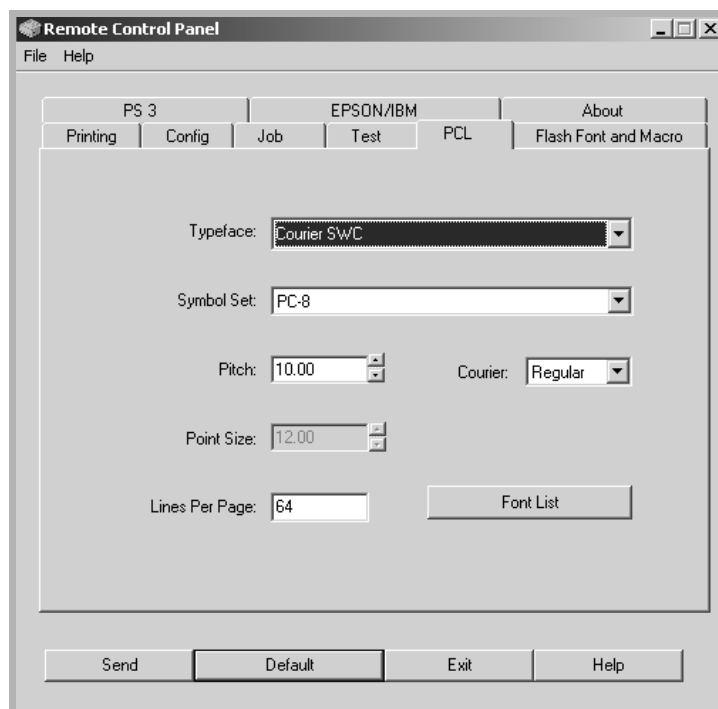 Remote Control Panel
File Help
PS 3 EPSON/IBM About
Printing Config Job Test PCL Flash Font and Macro
Typeface: Courier SWC
Symbol Set: PC-8
Pitch: 10.00 Courier: Regular
Point Size: 12.00
Lines Per Page: 64 Font List
Send Default Exit Help